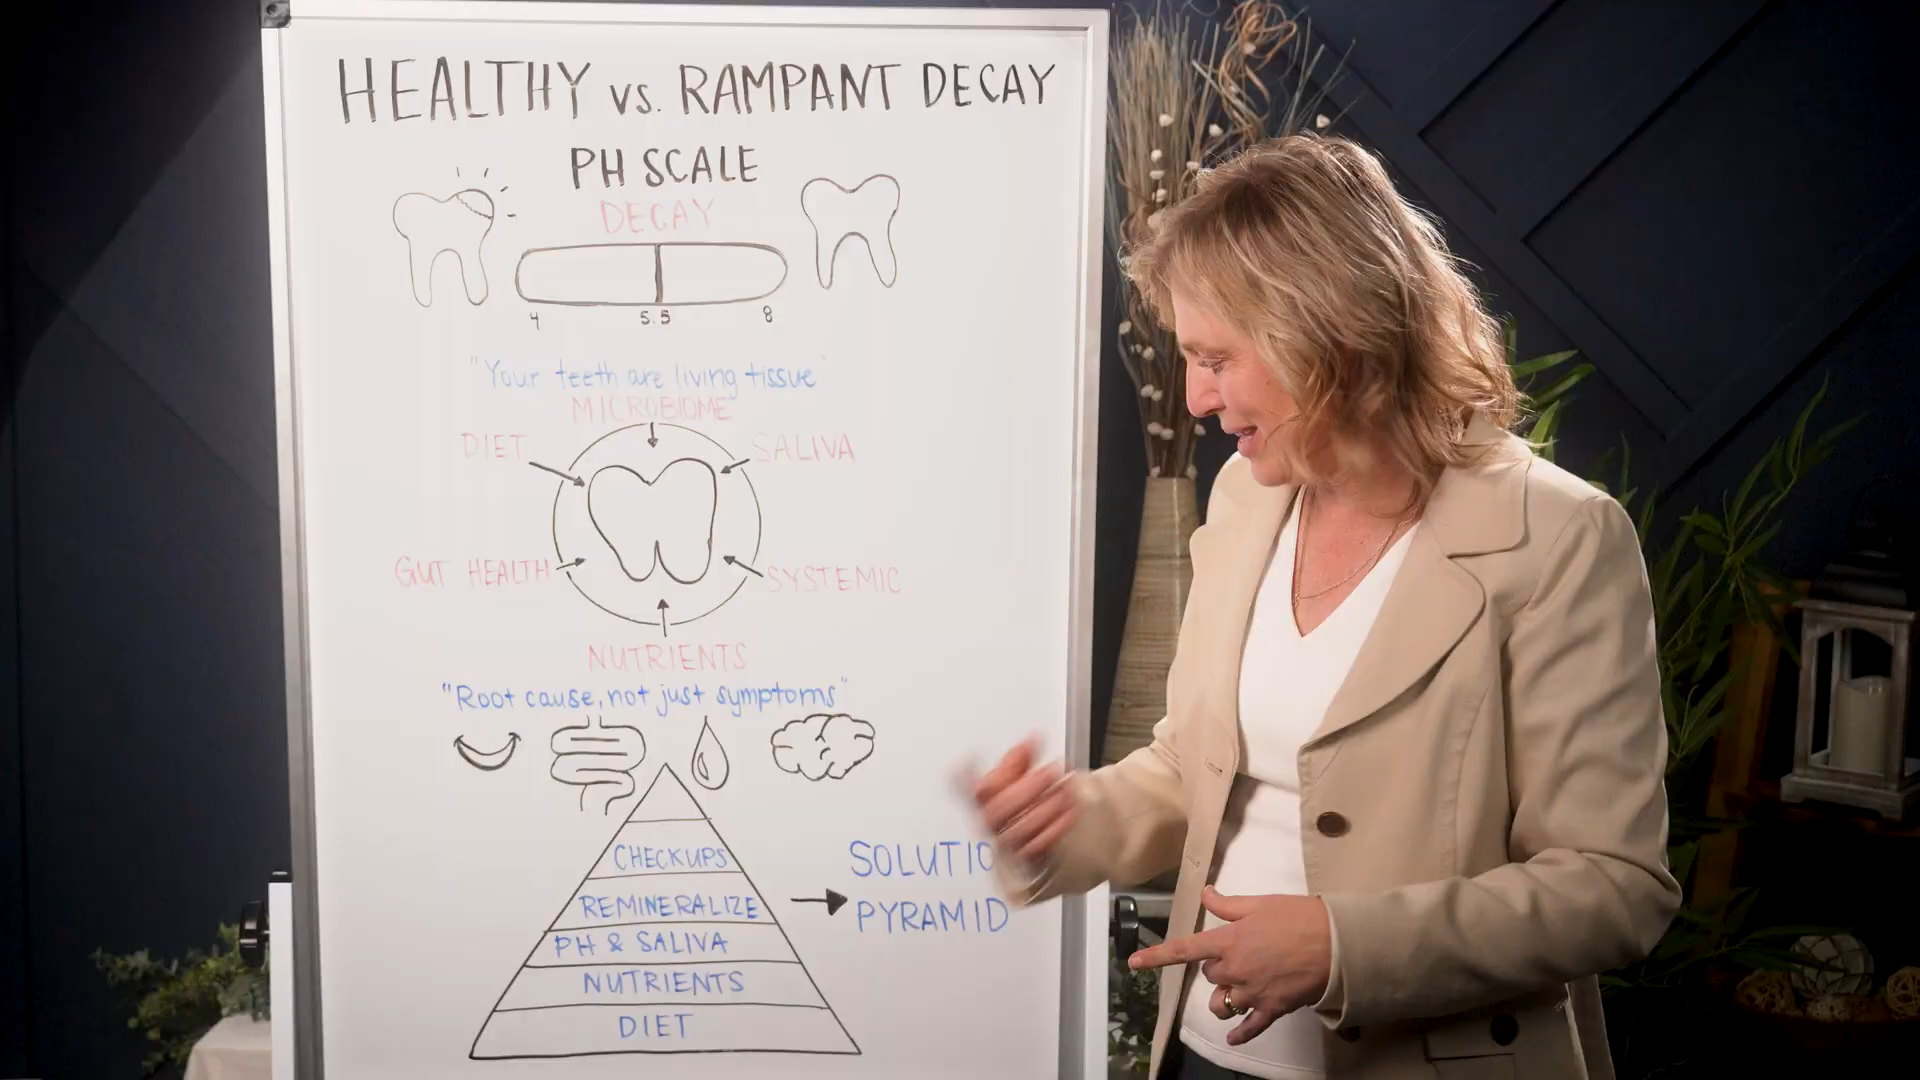 HEALTHY vs. RAMPANT DECAY
PH SCALE
DECAY
4 5.5 8
"Your teeth are living tissue"
MICROBIOME
DIET SALIVA
GUT HEALTH SYSTEMIC
NUTRIENTS
"Root cause, not just symptoms"
CHECKUPS
SOLUTIO
REMINERALIZE
PYRAMID
PH & SALIVA
NUTRIENTS
DIET